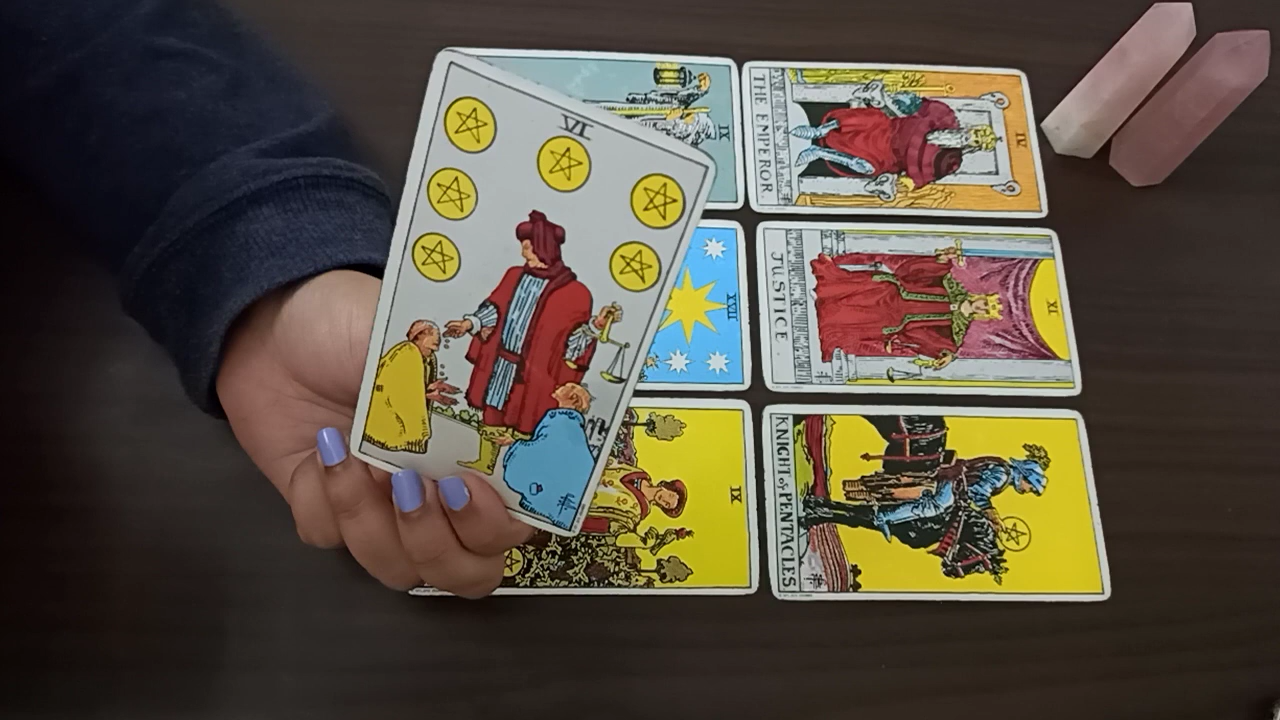 VI
IX
IV
THE EMPEROR
XVII
XI
JUSTICE
IX
KNIGHT of PENTACLES